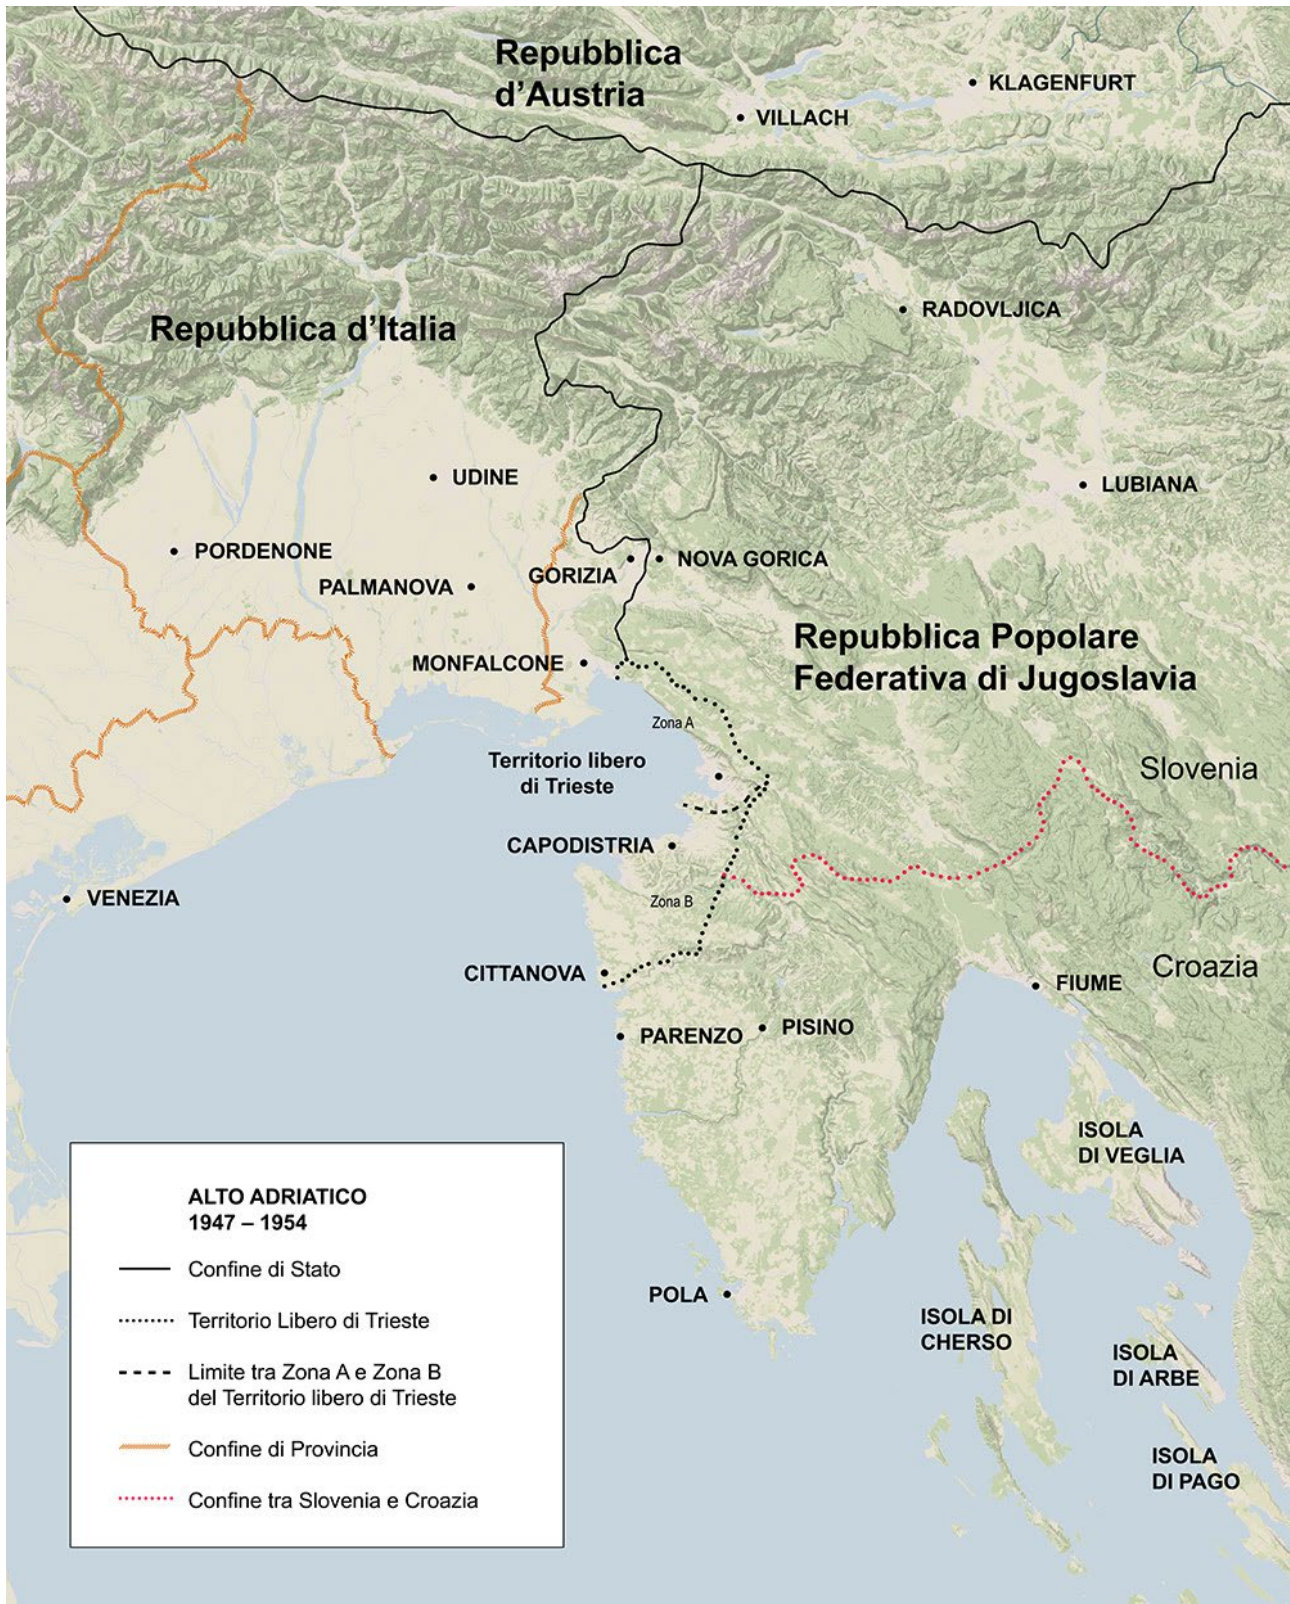 Repubblica
d'Austria
KLAGENFURT
VILLACH
Repubblica d'Italia
RADOVLJICA
UDINE
LUBIANA
PORDENONE
GORIZIA
NOVA GORICA
PALMANOVA
Repubblica Popolare
Federativa di Jugoslavia
MONFALCONE
Zona A
Territorio libero
di Trieste
Slovenia
CAPODISTRIA
VENEZIA
Zona B
CITTANOVA
Croazia
FIUME
PARENZO
PISINO
ISOLA
DI VEGLIA
POLA
ISOLA DI
CHERSO
ISOLA
DI ARBE
ISOLA
DI PAGO
ALTO ADRIATICO
1947 – 1954
Confine di Stato
Territorio Libero di Trieste
Limite tra Zona A e Zona B
del Territorio libero di Trieste
Confine di Provincia
Confine tra Slovenia e Croazia